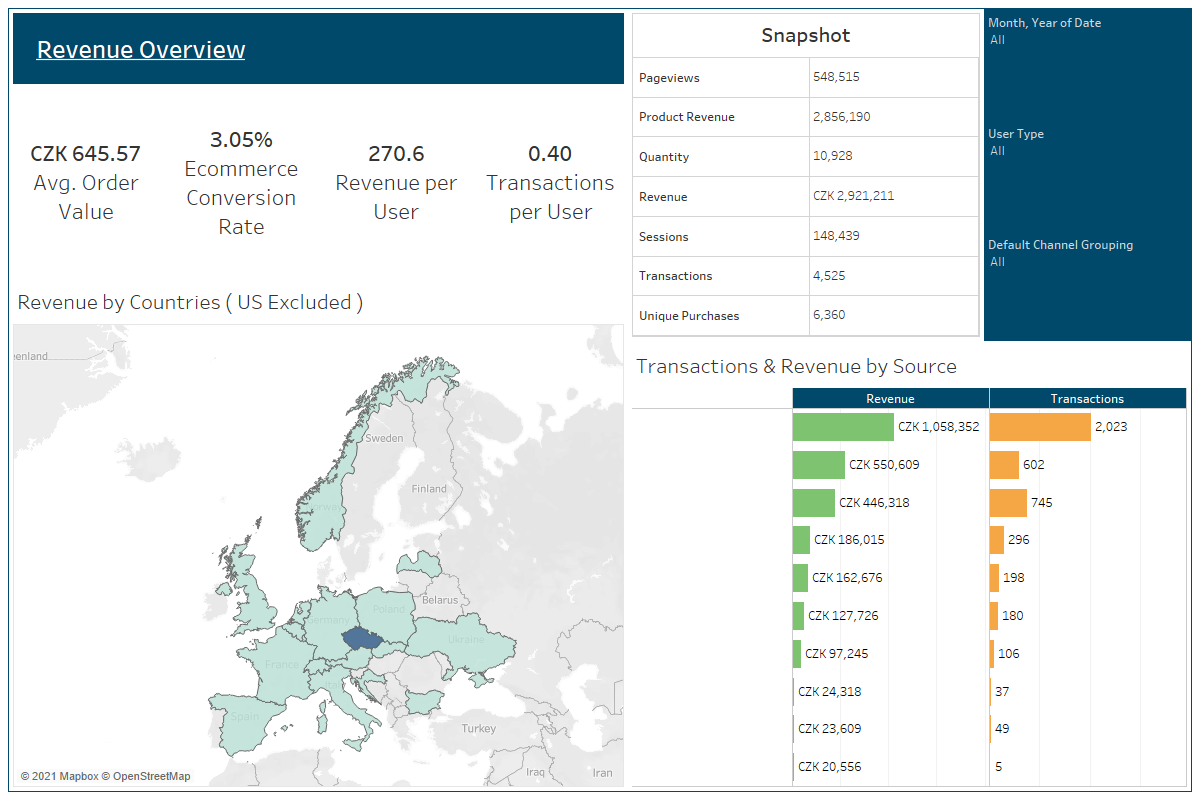 Revenue Overview
CZK 645.57
Avg. Order
Value
3.05%
Ecommerce
Conversion
Rate
270.6
Revenue per
User
0.40
Transactions
per User
Snapshot
Pageviews 548,515
Product Revenue 2,856,190
Quantity 10,928
Revenue CZK 2,921,211
Sessions 148,439
Transactions 4,525
Unique Purchases 6,360
Month, Year of Date
All
User Type
All
Default Channel Grouping
All
Revenue by Countries ( US Excluded )
enland
Sweden
Finland
Belarus
Poland
Germany
Ukraine
France
Spain
Turkey
Iraq
Iran
© 2021 Mapbox © OpenStreetMap
Transactions & Revenue by Source
Revenue Transactions
CZK 1,058,352 2,023
CZK 550,609 602
CZK 446,318 745
CZK 186,015 296
CZK 162,676 198
CZK 127,726 180
CZK 97,245 106
CZK 24,318 37
CZK 23,609 49
CZK 20,556 5